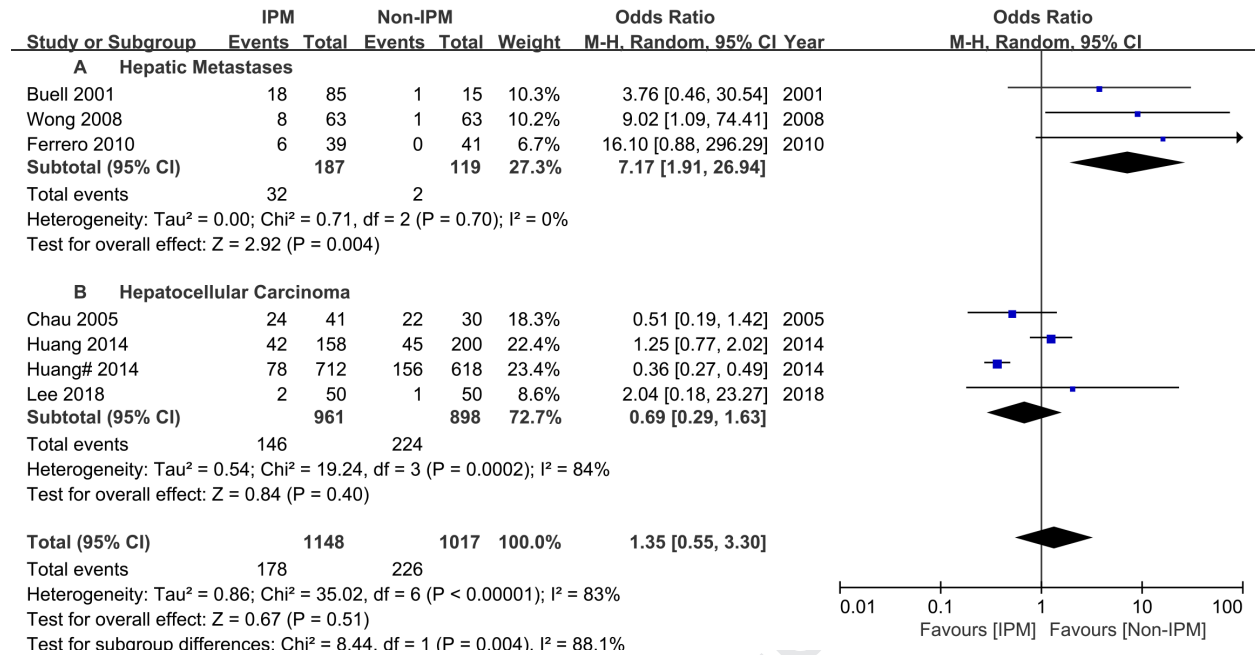 IPM Non-IPM Odds Ratio Odds Ratio
Study or Subgroup Events Total Events Total Weight M-H, Random, 95% CI Year M-H, Random, 95% CI
A Hepatic Metastases
Buell 2001 18 85 1 15 10.3% 3.76 [0.46, 30.54] 2001
Wong 2008 8 63 1 63 10.2% 9.02 [1.09, 74.41] 2008
Ferrero 2010 6 39 0 41 6.7% 16.10 [0.88, 296.29] 2010
Subtotal (95% CI) 187 119 27.3% 7.17 [1.91, 26.94]
Total events 32 2
Heterogeneity: Tau² = 0.00; Chi² = 0.71, df = 2 (P = 0.70); I² = 0%
Test for overall effect: Z = 2.92 (P = 0.004)
B Hepatocellular Carcinoma
Chau 2005 24 41 22 30 18.3% 0.51 [0.19, 1.42] 2005
Huang 2014 42 158 45 200 22.4% 1.25 [0.77, 2.02] 2014
Huang# 2014 78 712 156 618 23.4% 0.36 [0.27, 0.49] 2014
Lee 2018 2 50 1 50 8.6% 2.04 [0.18, 23.27] 2018
Subtotal (95% CI) 961 898 72.7% 0.69 [0.29, 1.63]
Total events 146 224
Heterogeneity: Tau² = 0.54; Chi² = 19.24, df = 3 (P = 0.0002); I² = 84%
Test for overall effect: Z = 0.84 (P = 0.40)
Total (95% CI) 1148 1017 100.0% 1.35 [0.55, 3.30]
Total events 178 226
Heterogeneity: Tau² = 0.86; Chi² = 35.02, df = 6 (P < 0.00001); I² = 83%
Test for overall effect: Z = 0.67 (P = 0.51)
Test for subgroup differences: Chi² = 8.44, df = 1 (P = 0.004), I² = 88.1%
0.01 0.1 1 10 100
Favours [IPM] Favours [Non-IPM]